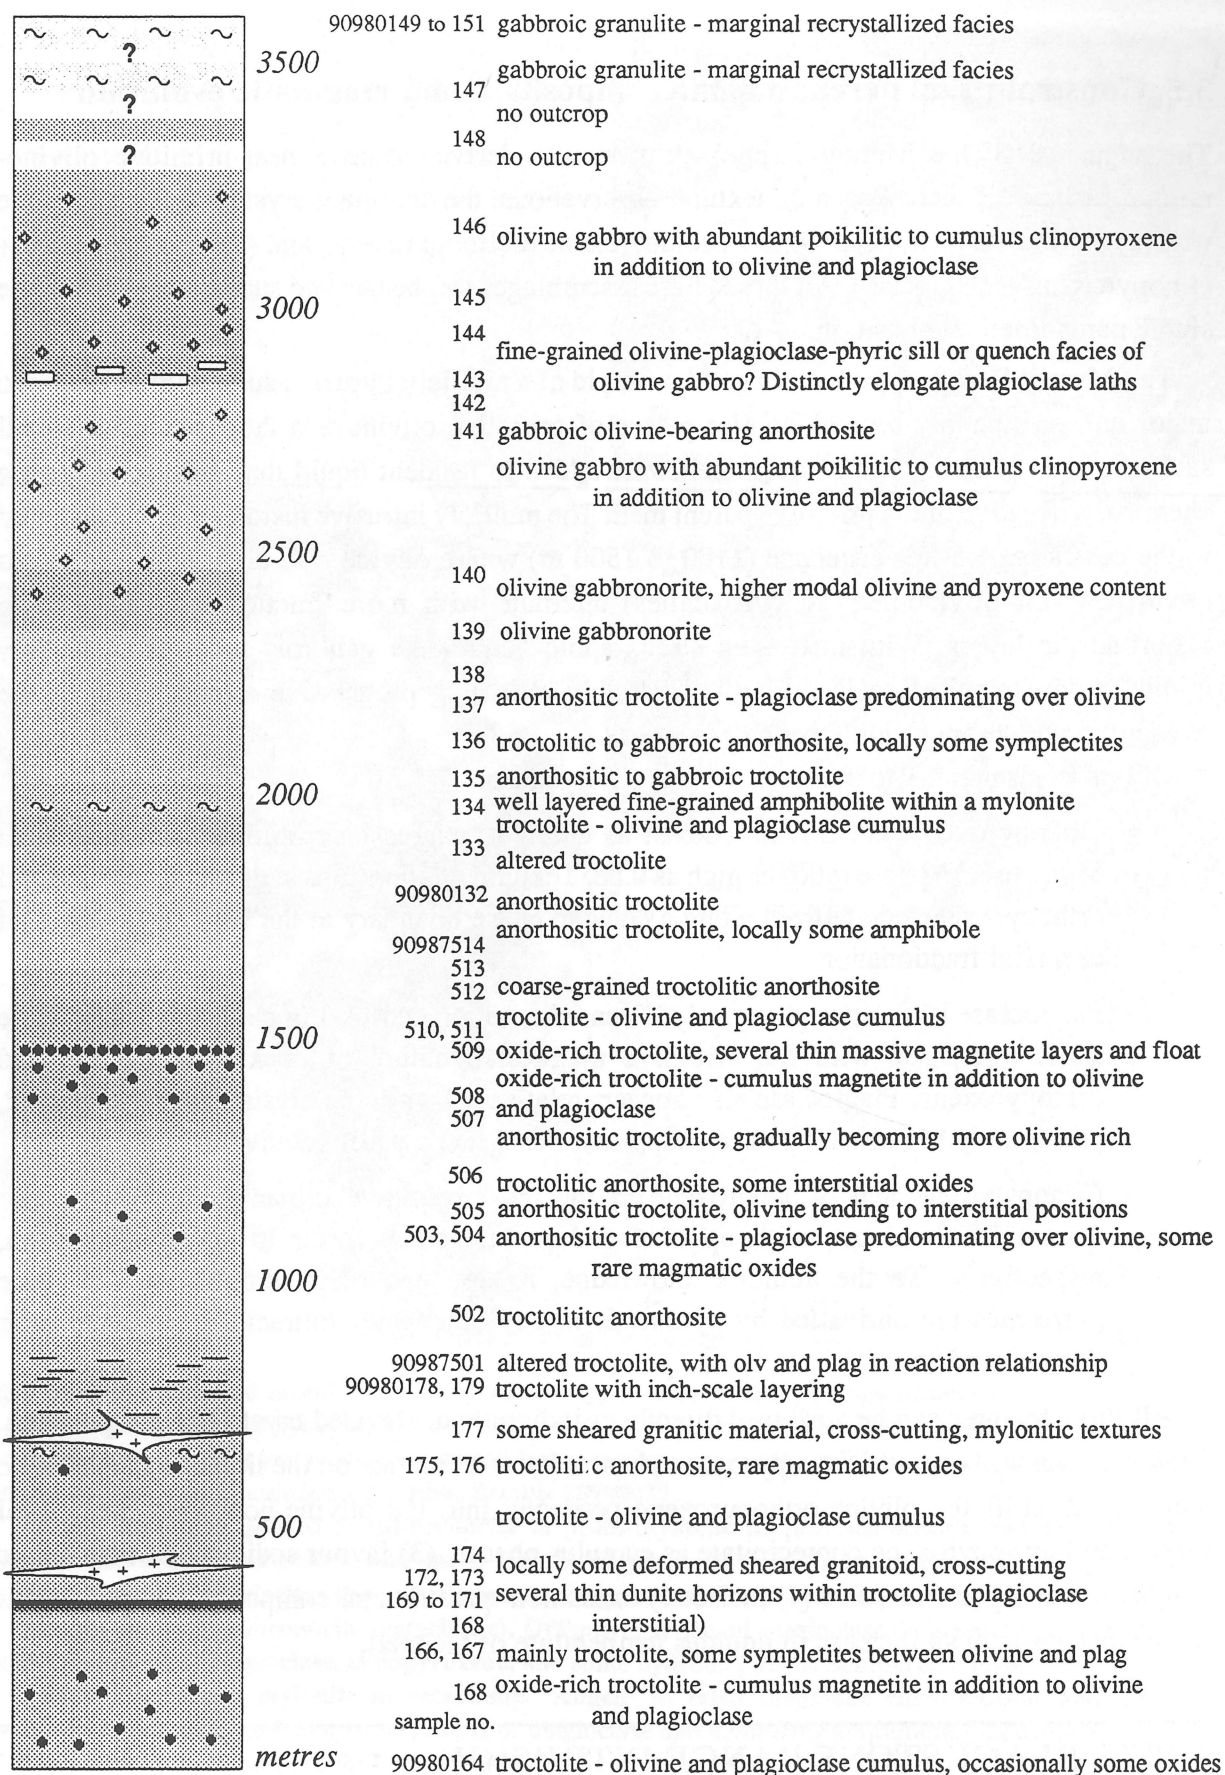 90980149 to 151 gabbroic granulite - marginal recrystallized facies
?
3500
gabbroic granulite - marginal recrystallized facies
147
?
no outcrop
148
?
no outcrop
146 olivine gabbro with abundant poikilitic to cumulus clinopyroxene
in addition to olivine and plagioclase
145
3000
144
fine-grained olivine-plagioclase-phyric sill or quench facies of
143 olivine gabbro? Distinctly elongate plagioclase laths
142
141 gabbroic olivine-bearing anorthosite
olivine gabbro with abundant poikilitic to cumulus clinopyroxene
in addition to olivine and plagioclase
2500
140
olivine gabbronorite, higher modal olivine and pyroxene content
139 olivine gabbronorite
138
137 anorthositic troctolite - plagioclase predominating over olivine
136 troctolitic to gabbroic anorthosite, locally some symplectites
135 anorthositic to gabbroic troctolite
2000
134 well layered fine-grained amphibolite within a mylonite
troctolite - olivine and plagioclase cumulus
133
altered troctolite
90980132 anorthositic troctolite
anorthositic troctolite, locally some amphibole
90987514
513
512 coarse-grained troctolitic anorthosite
troctolite - olivine and plagioclase cumulus
510, 511
1500
509 oxide-rich troctolite, several thin massive magnetite layers and float
oxide-rich troctolite - cumulus magnetite in addition to olivine
508
and plagioclase
507
anorthositic troctolite, gradually becoming more olivine rich
506
troctolitic anorthosite, some interstitial oxides
505 anorthositic troctolite, olivine tending to interstitial positions
503, 504 anorthositic troctolite - plagioclase predominating over olivine, some
rare magmatic oxides
1000
502 troctolititc anorthosite
90987501 altered troctolite, with olv and plag in reaction relationship
90980178, 179 troctolite with inch-scale layering
177 some sheared granitic material, cross-cutting, mylonitic textures
+ +
+
175, 176 troctoliti c anorthosite, rare magmatic oxides
500
troctolite - olivine and plagioclase cumulus
174
locally some deformed sheared granitoid, cross-cutting
+
+ + +
172, 173
169 to 171 several thin dunite horizons within troctolite (plagioclase
168 interstitial)
166, 167 mainly troctolite, some sympletites between olivine and plag
168 oxide-rich troctolite - cumulus magnetite in addition to olivine
sample no. and plagioclase
metres
90980164 troctolite - olivine and plagioclase cumulus, occasionally some oxides